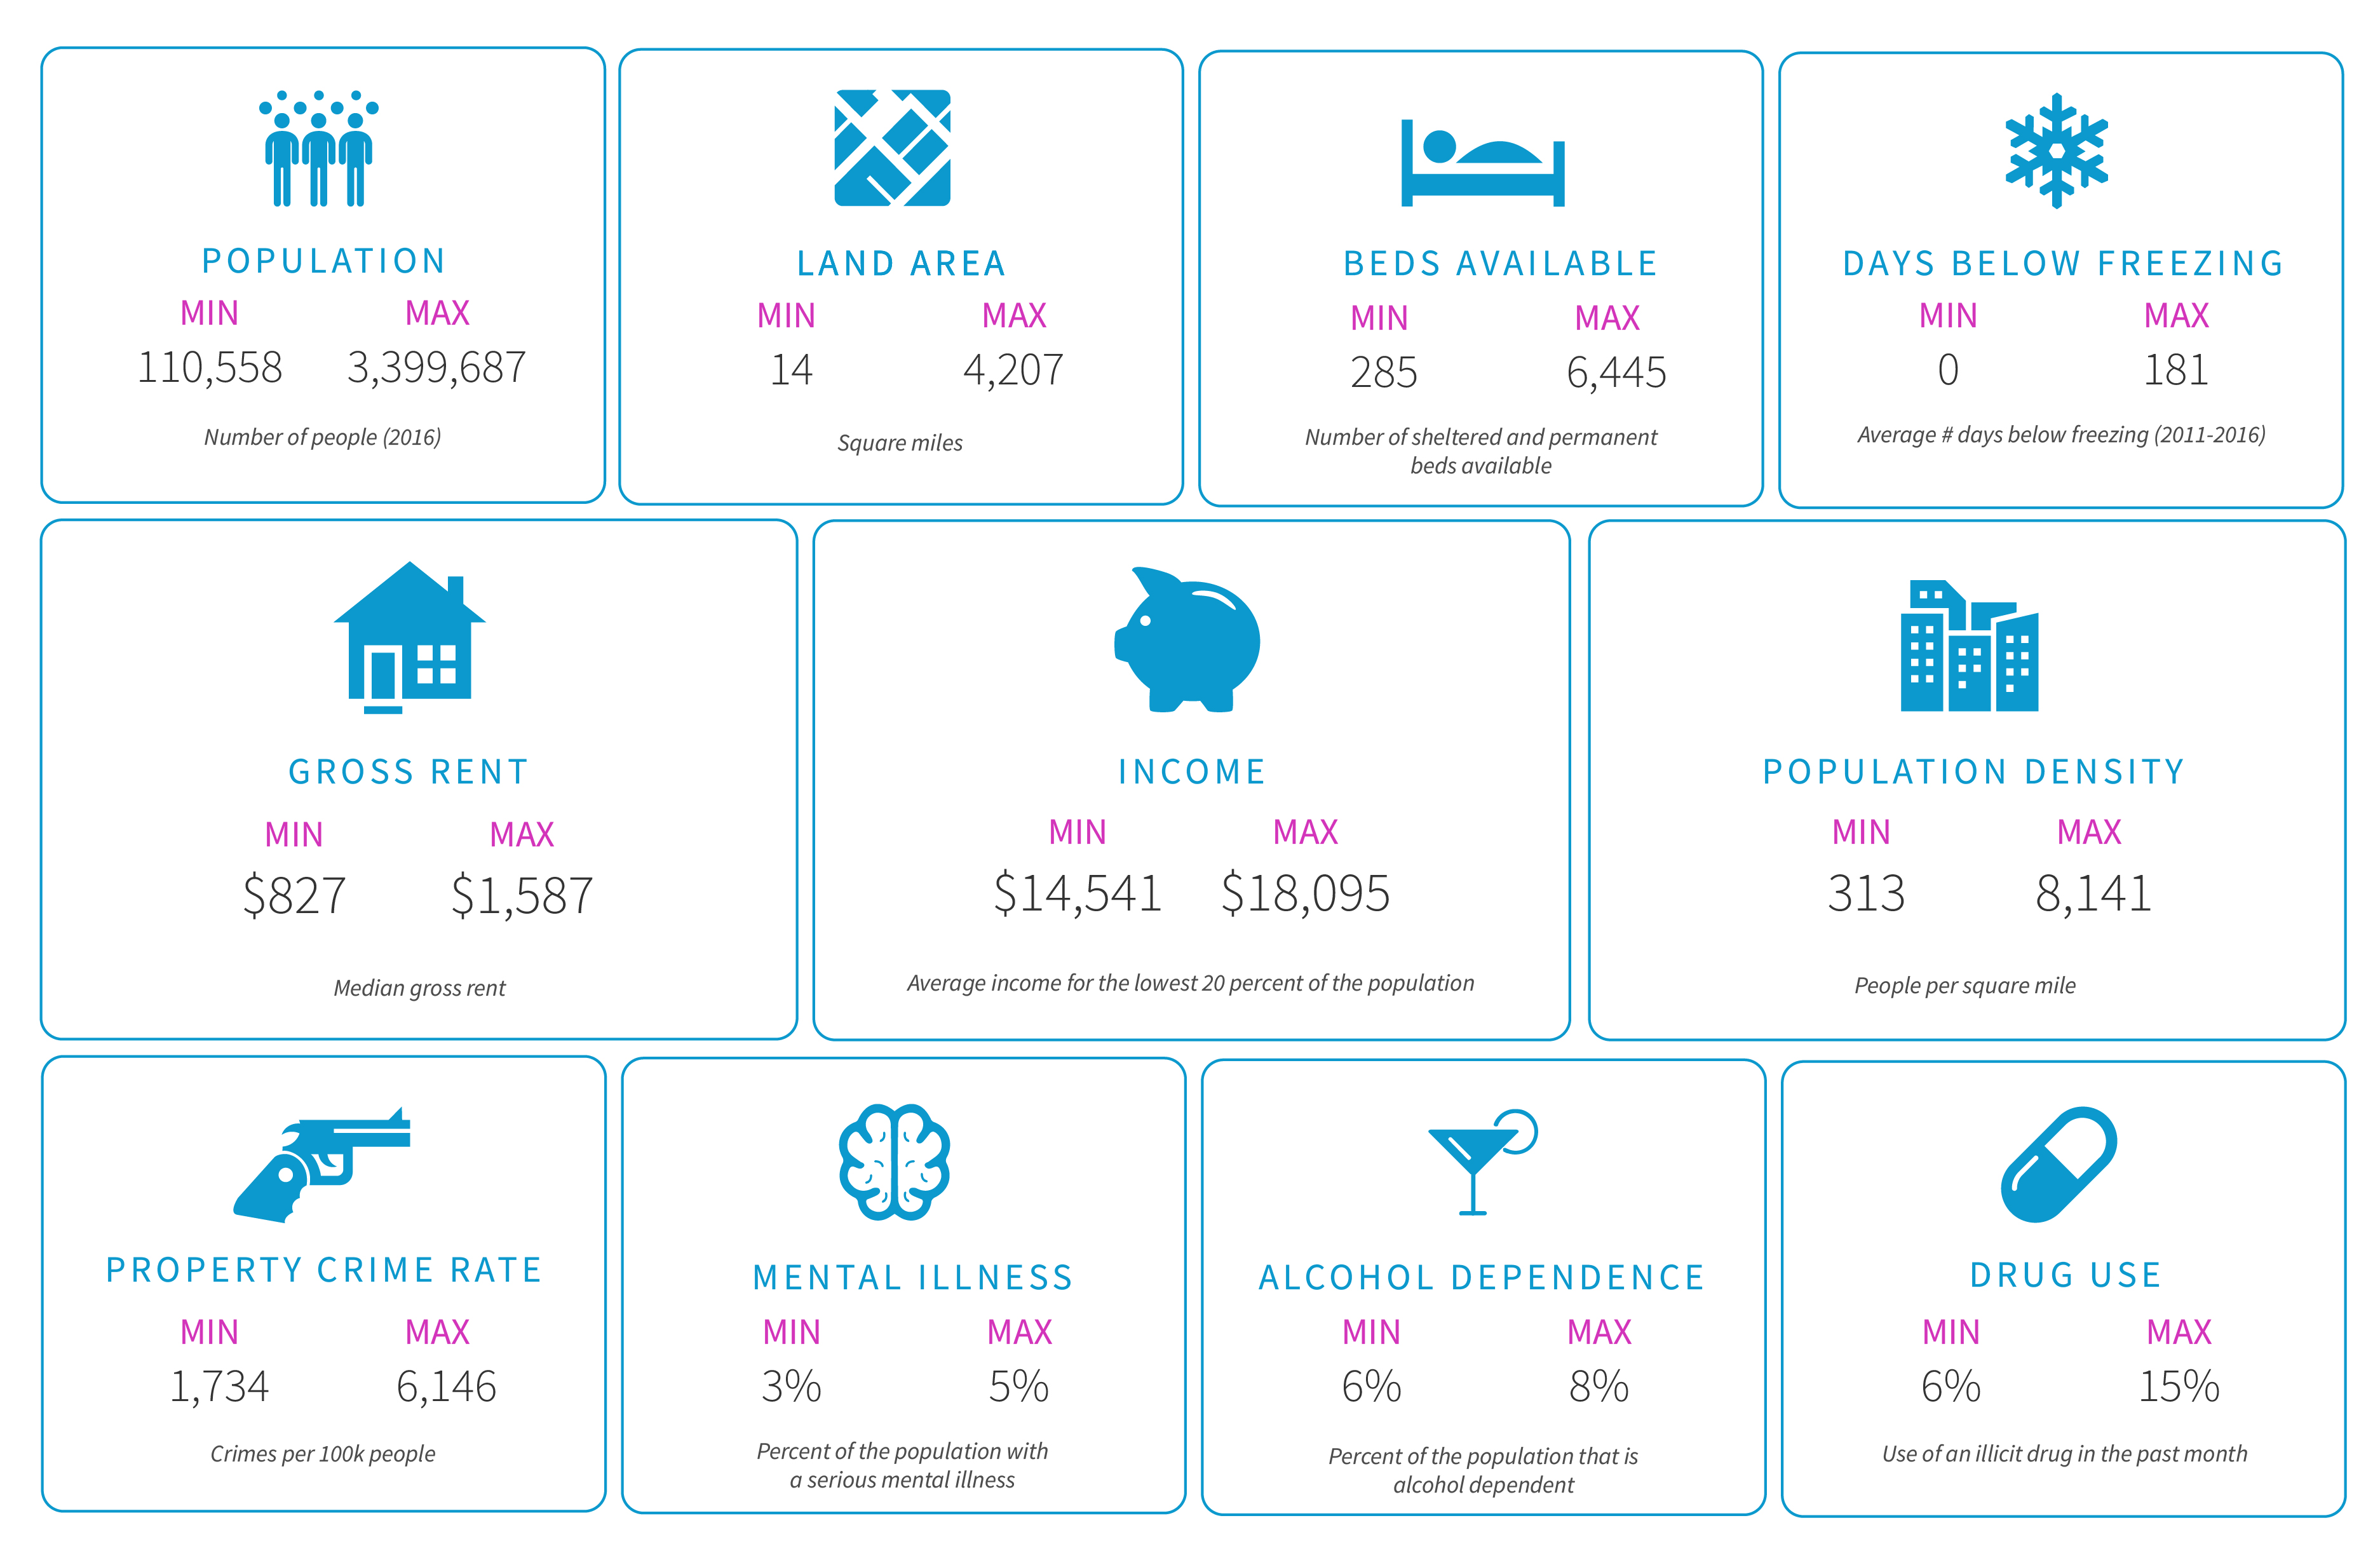 POPULATION
MIN MAX
110,558 3,399,687
Number of people (2016)
LAND AREA
MIN MAX
14 4,207
Square miles
BEDS AVAILABLE
MIN MAX
285 6,445
Number of sheltered and permanent
beds available
DAYS BELOW FREEZING
MIN MAX
0 181
Average # days below freezing (2011-2016)
GROSS RENT
MIN MAX
$827 $1,587
Median gross rent
INCOME
MIN MAX
$14,541 $18,095
Average income for the lowest 20 percent of the population
POPULATION DENSITY
MIN MAX
313 8,141
People per square mile
PROPERTY CRIME RATE
MIN MAX
1,734 6,146
Crimes per 100k people
MENTAL ILLNESS
MIN MAX
3% 5%
Percent of the population with
a serious mental illness
ALCOHOL DEPENDENCE
MIN MAX
6% 8%
Percent of the population that is
alcohol dependent
DRUG USE
MIN MAX
6% 15%
Use of an illicit drug in the past month